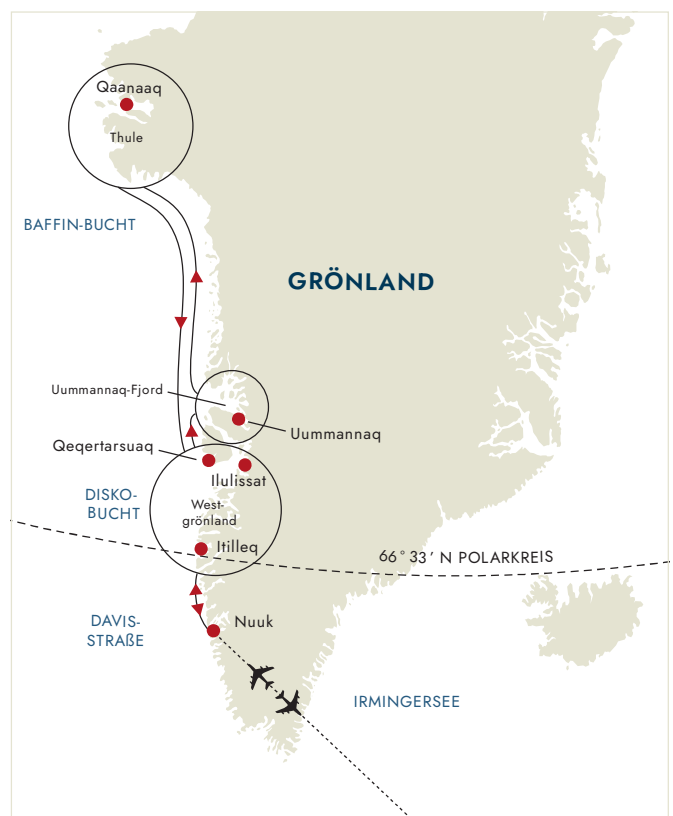 Qaanaaq
Thule
BAFFIN-BUCHT
GRÖNLAND
Uummannaq-Fjord
Uummannaq
Qeqertarsuaq
Ilulissat
DISKO-
BUCHT
West-
grönland
Itilleq
66° 33’ N POLARKREIS
DAVIS-
STRAßE
Nuuk
IRMINGERSEE